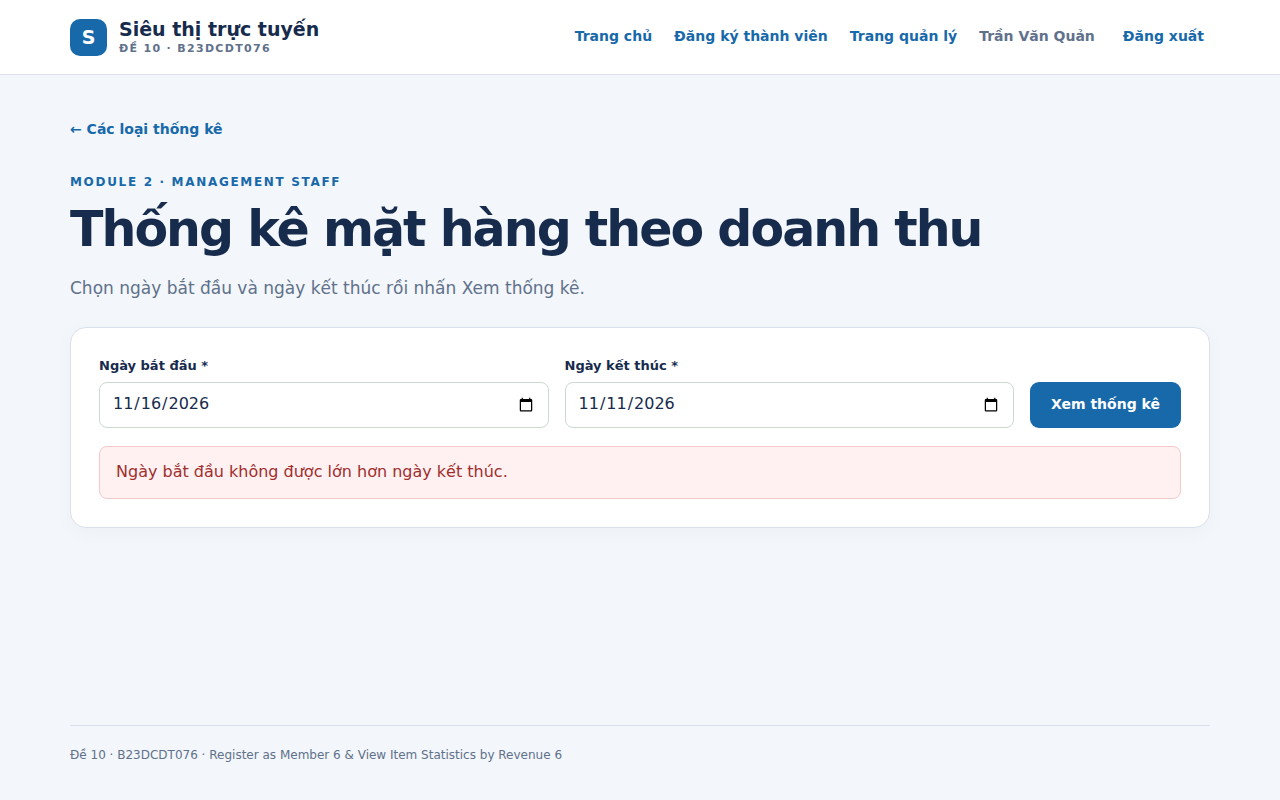 S
Siêu thị trực tuyến
ĐỀ 10 · B23DCDT076
Trang chủ
Đăng ký thành viên
Trang quản lý
Trần Văn Quản
Đăng xuất
← Các loại thống kê
MODULE 2 · MANAGEMENT STAFF
Thống kê mặt hàng theo doanh thu
Chọn ngày bắt đầu và ngày kết thúc rồi nhấn Xem thống kê.
Ngày bắt đầu *
Ngày kết thúc *
11/16/2026
11/11/2026
Xem thống kê
Ngày bắt đầu không được lớn hơn ngày kết thúc.
Đề 10 · B23DCDT076 · Register as Member 6 & View Item Statistics by Revenue 6